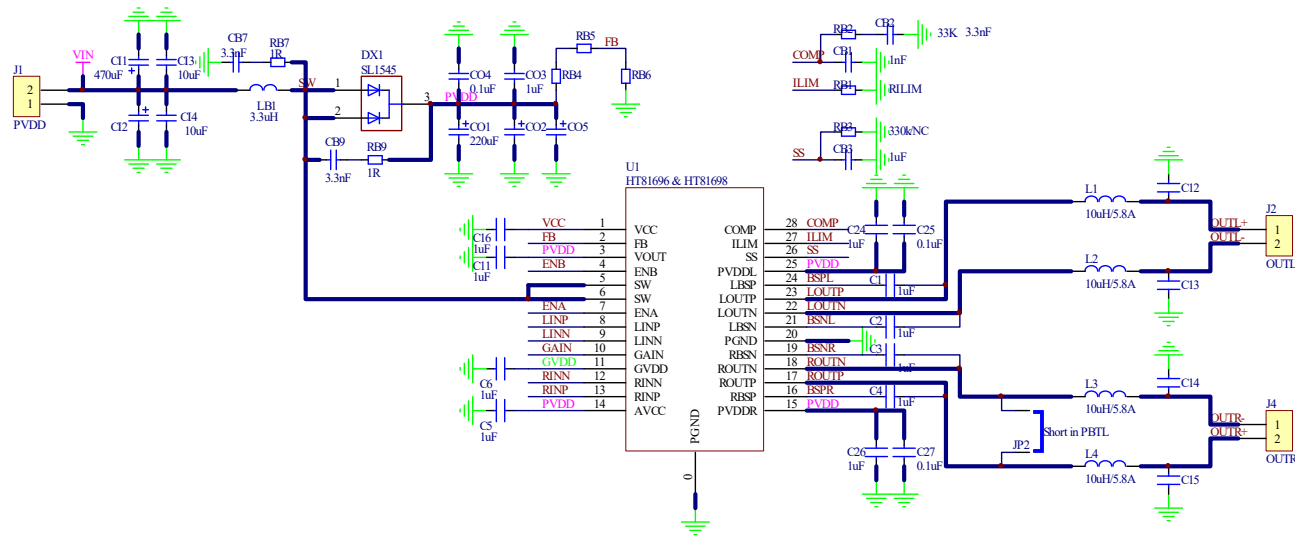 J1
2
1
PVDD
VIN
CI1
470uF
+
CI3
10uF
CI2
+
CI4
10uF
CB7
3.3nF
RB7
1R
LB1
3.3uH
SW
DX1
SL1545
1
2
3
CB9
3.3nF
RB9
1R
PVDD
CO4
0.1uF
CO3
1uF
CO1
220uF
+
CO2
+
CO5
+
RB5
FB
RB4
RB6
RB2
CB2
33K 3.3nF
COMP
CB1
1nF
ILIM
RB1
RILIM
RB3
330k/NC
SS
CB3
1uF
U1
HT81696 & HT81698
VCC 1 VCC
FB 2 FB
PVDD 3 VOUT
ENB 4 ENB
5 SW
6 SW
ENA 7 ENA
LINP 8 LINP
LINN 9 LINN
GAIN 10 GAIN
GVDD 11 GVDD
RINN 12 RINN
RINP 13 RINP
PVDD 14 AVCC
C16
1uF
C11
1uF
C6
1uF
C5
1uF
COMP 28 COMP
ILIM 27 ILIM
SS 26 SS
PVDDL 25 PVDD
LBSP 24 BSPL
LOUTP 23 LOUTP
LOUTN 22 LOUTN
LBSN 21 BSNL
PGND 20
RBSN 19 BSNR
ROUTN 18 ROUTN
ROUTP 17 ROUTP
RBSP 16 BSPR
PVDDR 15 PVDD
PGND
0
C24
1uF
C25
0.1uF
C1
1uF
C2
1uF
C3
1uF
C4
1uF
C26
1uF
C27
0.1uF
L1
10uH/5.8A
C12
L2
10uH/5.8A
C13
OUTL+
OUTL-
J2
1
2
OUTL
L3
10uH/5.8A
C14
Short in PBTL
JP2
L4
10uH/5.8A
C15
OUTR-
OUTR+
J4
1
2
OUTR